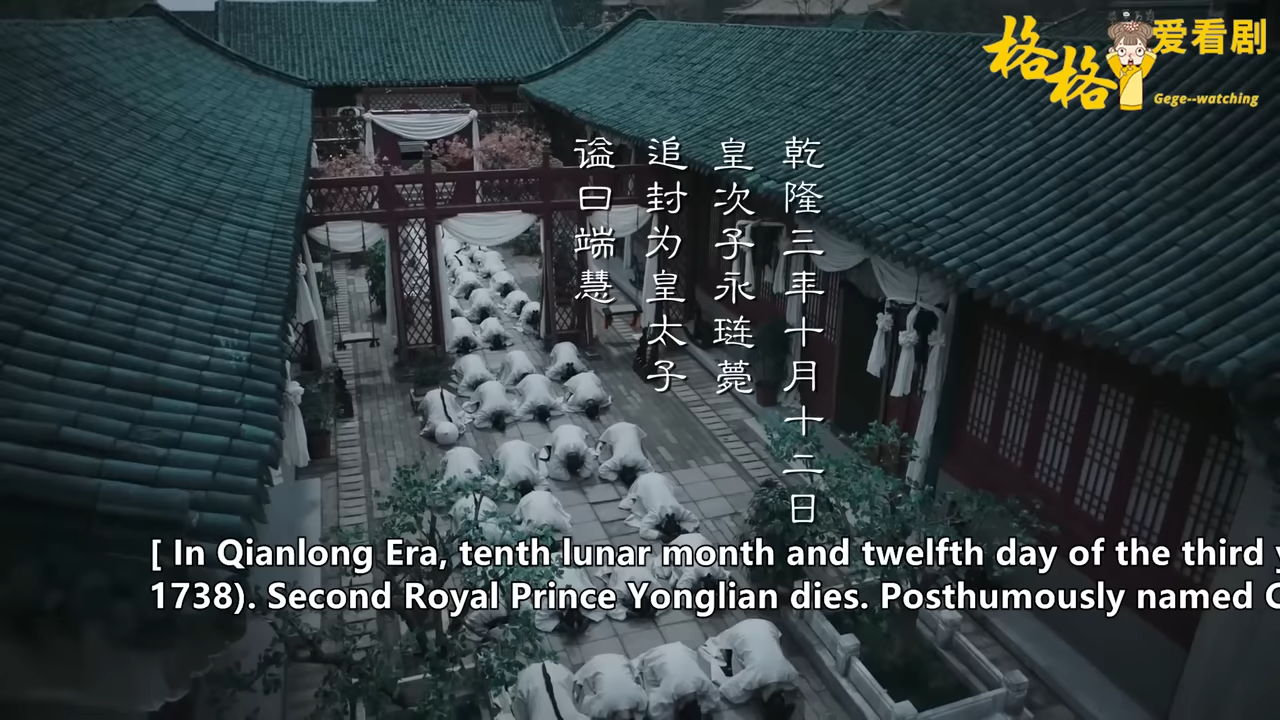 格格
爱看剧
Gege--watching
乾隆三年十月十二日
皇次子永琏薨
追封为皇太子
谥曰端慧
[ In Qianlong Era, tenth lunar month and twelfth day of the third
1738). Second Royal Prince Yonglian dies. Posthumously named